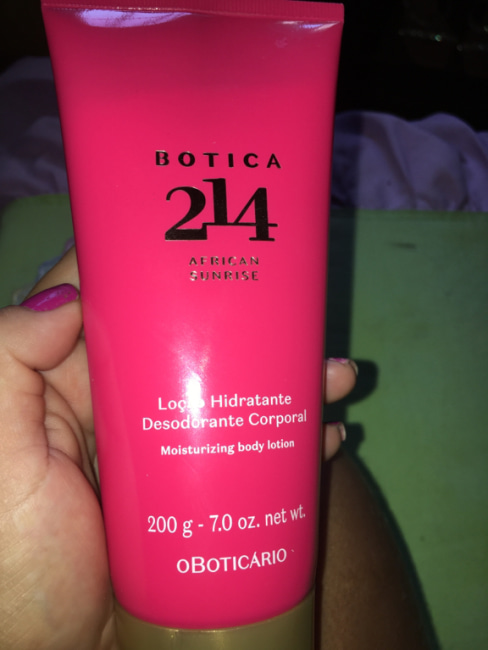 BOTICA
214
AFRICAN
SUNRISE
Loção Hidratante
Desodorante Corporal
Moisturizing body lotion
200 g - 7.0 oz. net wt.
OBOTICÁRIO